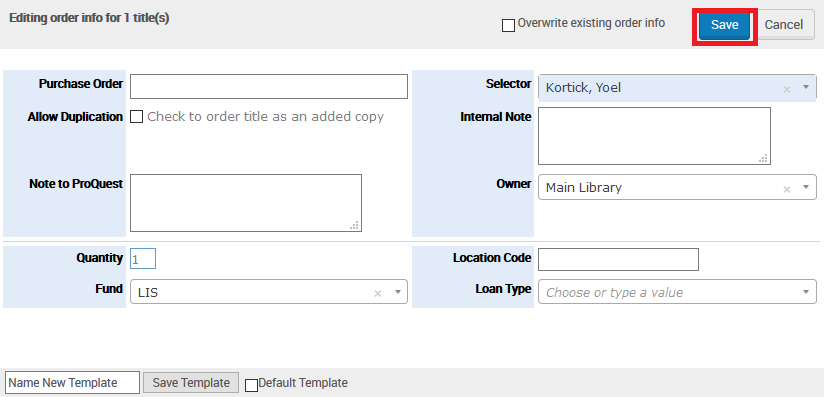 Editing order info for 1 title(s)
Overwrite existing order info
Save
Cancel
Purchase Order
Selector
Kortick, Yoel
Allow Duplication
Check to order title as an added copy
Internal Note
Note to ProQuest
Owner
Main Library
Quantity
1
Location Code
Fund
LIS
Loan Type
Choose or type a value
Name New Template
Save Template
Default Template